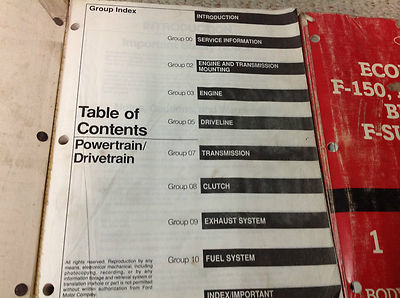 Group Index
INTRODUCTION
Group 00 SERVICE INFORMATION
Group 02 ENGINE AND TRANSMISSION
MOUNTING
Group 03 ENGINE
Table of
Contents
Group 05 DRIVELINE
Powertrain/
Drivetrain
Group 07 TRANSMISSION
Group 08 CLUTCH
Group 09 EXHAUST SYSTEM
Group 10 FUEL SYSTEM
INDEX/IMPORTANT
All rights reserved. Reproduction by any
means, electronical mechanical, including
photocopying, recording, or by any
information storage and retrieval system or
translation in whole or part is not permitted
without written authorization from Ford
Motor Company.
ECO
F-150,
B
F-SU
1
BODY